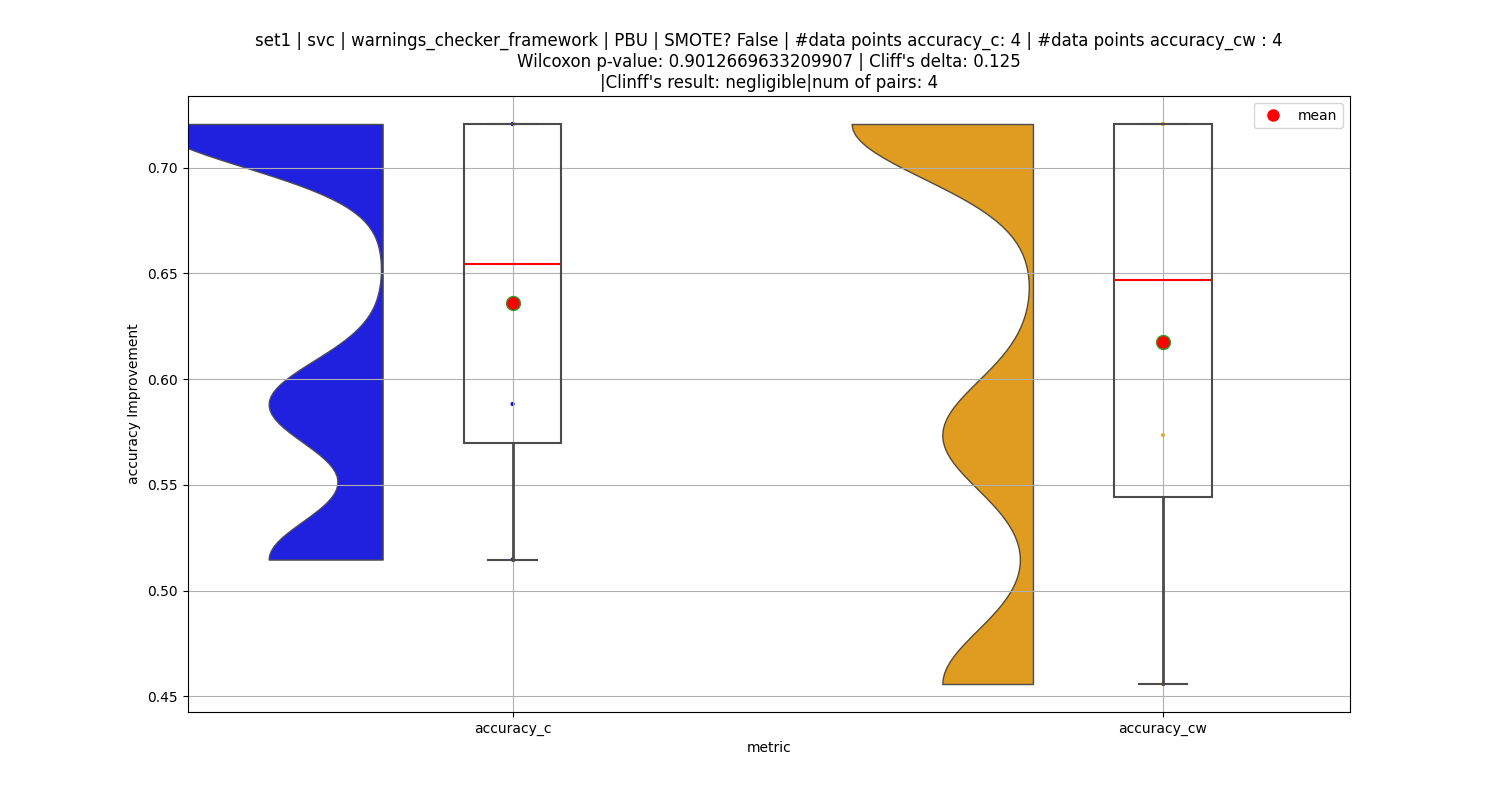 set1 | svc | warnings_checker_framework | PBU | SMOTE? False | #data points accuracy_c: 4 | #data points accuracy_cw : 4
Wilcoxon p-value: 0.9012669633209907 | Cliff's delta: 0.125
|Clinff's result: negligible|num of pairs: 4
mean
0.70
0.65
0.60
0.55
0.50
0.45
accuracy Improvement
accuracy_c
accuracy_cw
metric